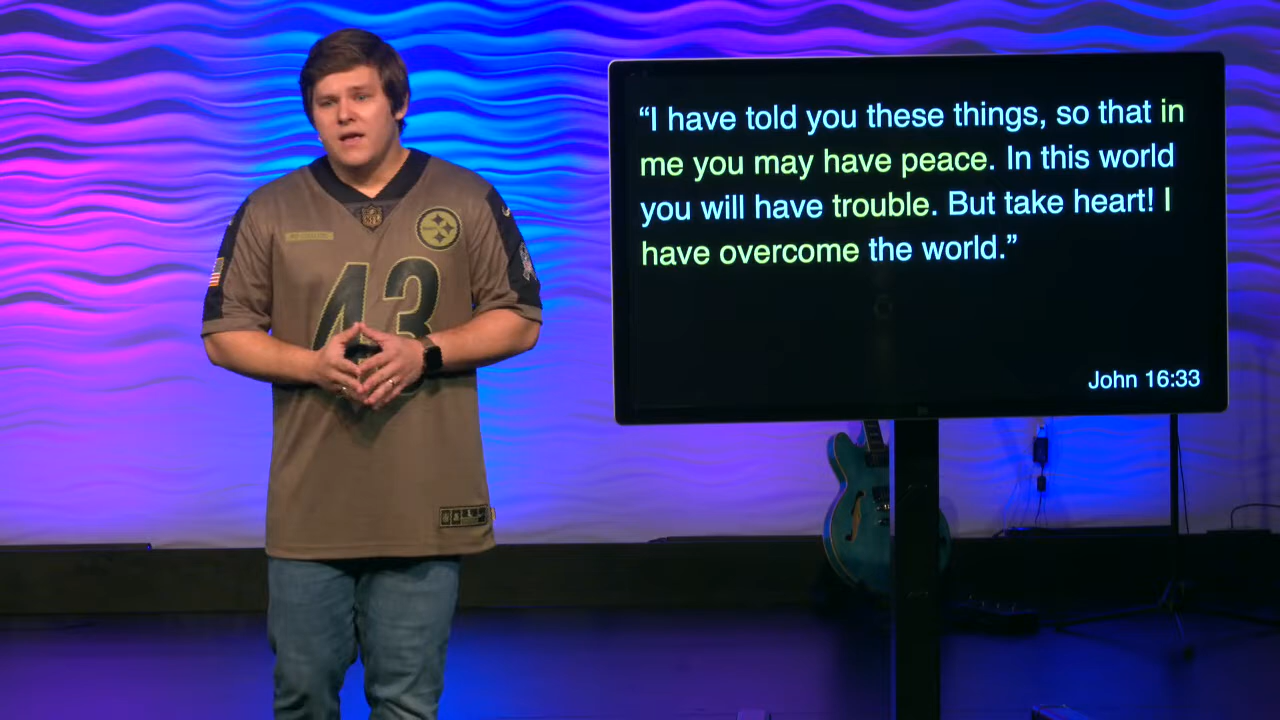 “I have told you these things, so that in
me you may have peace. In this world
you will have trouble. But take heart! I
have overcome the world.”
John 16:33
43